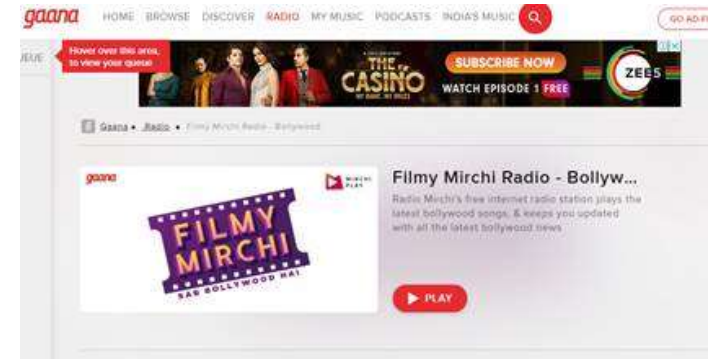 gaana HOME BROWSE DISCOVER RADIO MY MUSIC PODCASTS INDIA'S MUSIC GO AD
Hover over this area,
to view your queue
THE
CASINO
SUBSCRIBE NOW
WATCH EPISODE 1 FREE
ZEE5
Gaana • Radio • Filmy Mirchi Radio - Bollywood
gaana
MIRCHI
PLAY
FILMY
MIRCHI
SAB BOLLYWOOD HAI
Filmy Mirchi Radio - Bollyw...
Radio Mirchi's free internet radio station plays the
latest bollywood songs, & keeps you updated
with all the latest bollywood news
PLAY